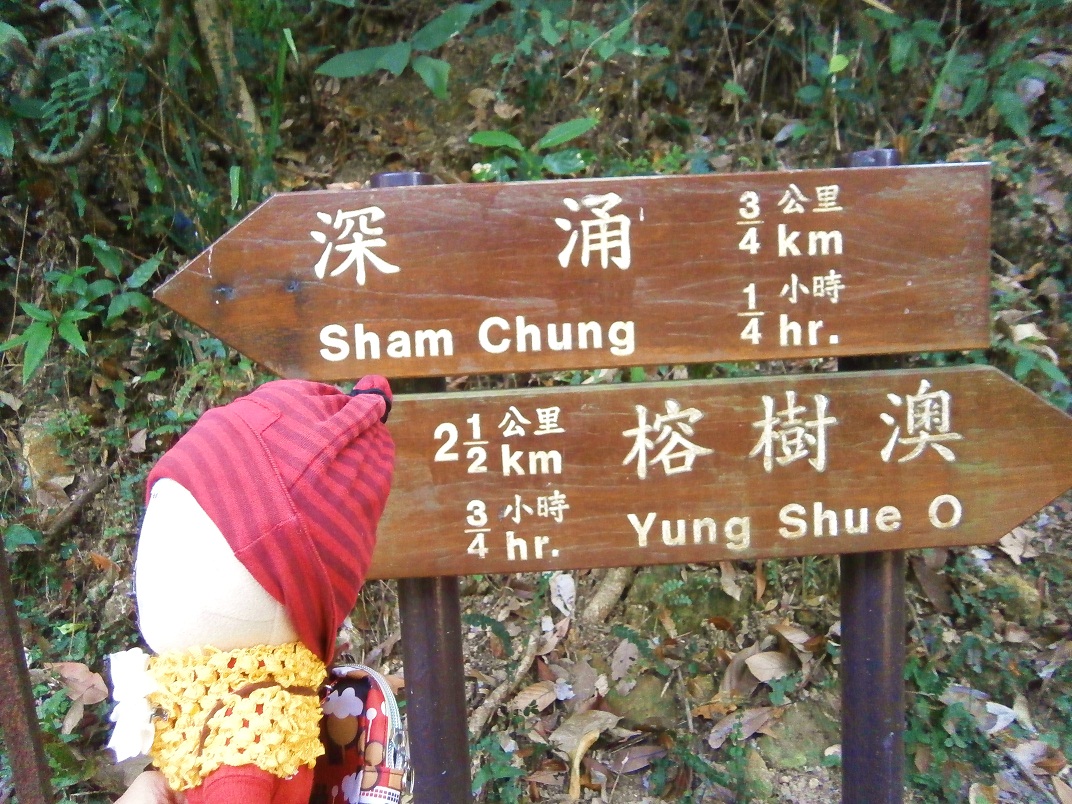 深涌
Sham Chung
3/4 公里
km
1/4 小時
hr.
2 1/2 公里
km
3/4 小時
hr.
榕樹澳
Yung Shue O